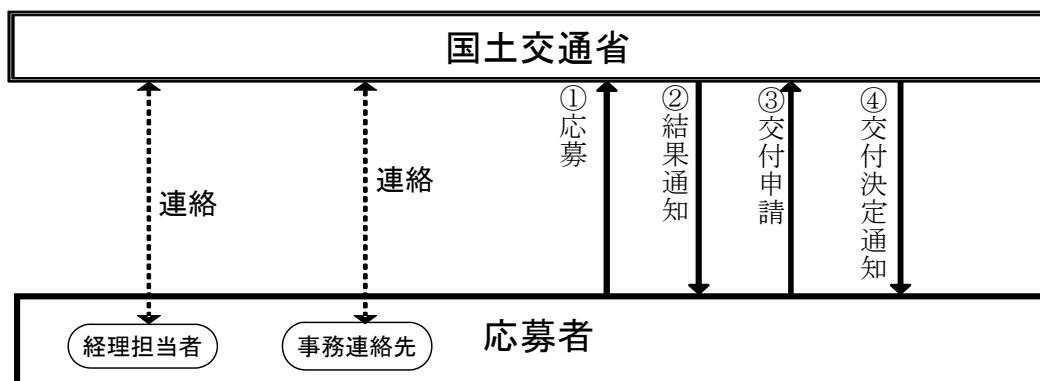 国土交通省
連絡
連絡
①応募
②結果通知
③交付申請
④交付決定通知
経理担当者
事務連絡先
応募者